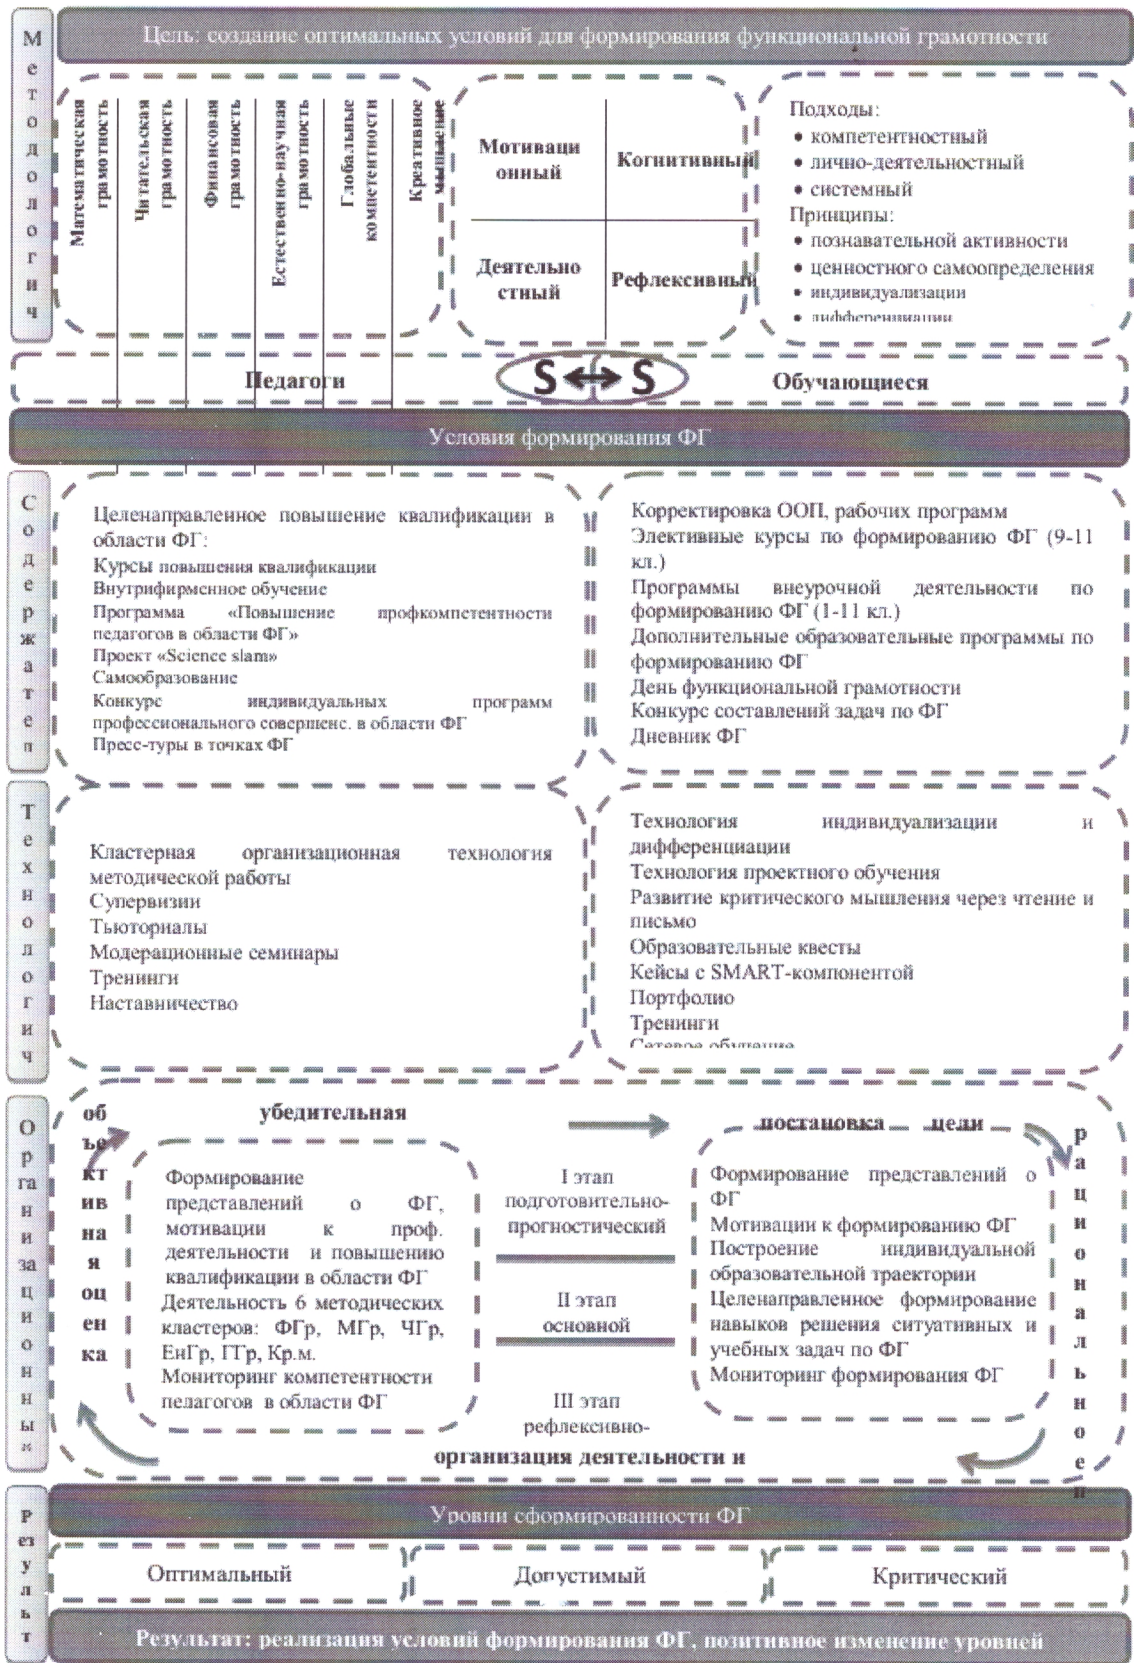 Методологич
Цель: создание оптимальных условий для формирования функциональной грамотности
Математическая
грамотность
Читательская
грамотность
Финансовая
грамотность
Естественно-научная
грамотность
Глобальные
компетентности
Креативное
мышление
Мотиваци
онный
Когнитивный
Деятельно
стный
Рефлексивный
Подходы:
• компетентностный
• лично-деятельностный
• системный
Принципы:
• познавательной активности
• ценностного самоопределения
• индивидуализации
• дифференциации
Педагоги
S ↔ S
Обучающиеся
Условия формирования ФГ
Содержател
Целенаправленное повышение квалификации в
области ФГ:
Курсы повышения квалификации
Внутрифирменное обучение
Программа «Повышение профкомпетентности
педагогов в области ФГ»
Проект «Science slam»
Самообразование
Конкурс индивидуальных программ
профессионального совершенс. в области ФГ
Пресс-туры в точках ФГ
Корректировка ООП, рабочих программ
Элективные курсы по формированию ФГ (9-11
кл.)
Программы внеурочной деятельности по
формированию ФГ (1-11 кл.)
Дополнительные образовательные программы по
формированию ФГ
День функциональной грамотности
Конкурс составлений задач по ФГ
Дневник ФГ
Технологич
Кластерная организационная технология
методической работы
Супервизии
Тьюториалы
Модерационные семинары
Тренинги
Наставничество
Технология индивидуализации и
дифференциации
Технология проектного обучения
Развитие критического мышления через чтение и
письмо
Образовательные квесты
Кейсы с SMART-компонентой
Портфолио
Тренинги
Сетевое обучение
Организационный
объективная оценка
убедительная
постановка цели
рациональное п
Формирование
представлений о ФГ,
мотивации к проф.
деятельности и повышению
квалификации в области ФГ
Деятельность 6 методических
кластеров: ФГр, МГр, ЧГр,
ЕнГр, ГГр, Кр.м.
Мониторинг компетентности
педагогов в области ФГ
I этап
подготовительно-
прогностический
II этап
основной
III этап
рефлексивно-
Формирование представлений о
ФГ
Мотивации к формированию ФГ
Построение индивидуальной
образовательной траектории
Целенаправленное формирование
навыков решения ситуативных и
учебных задач по ФГ
Мониторинг формирования ФГ
организация деятельности и
Результ
Уровни сформированности ФГ
Оптимальный
Допустимый
Критический
Результат: реализация условий формирования ФГ, позитивное изменение уровней